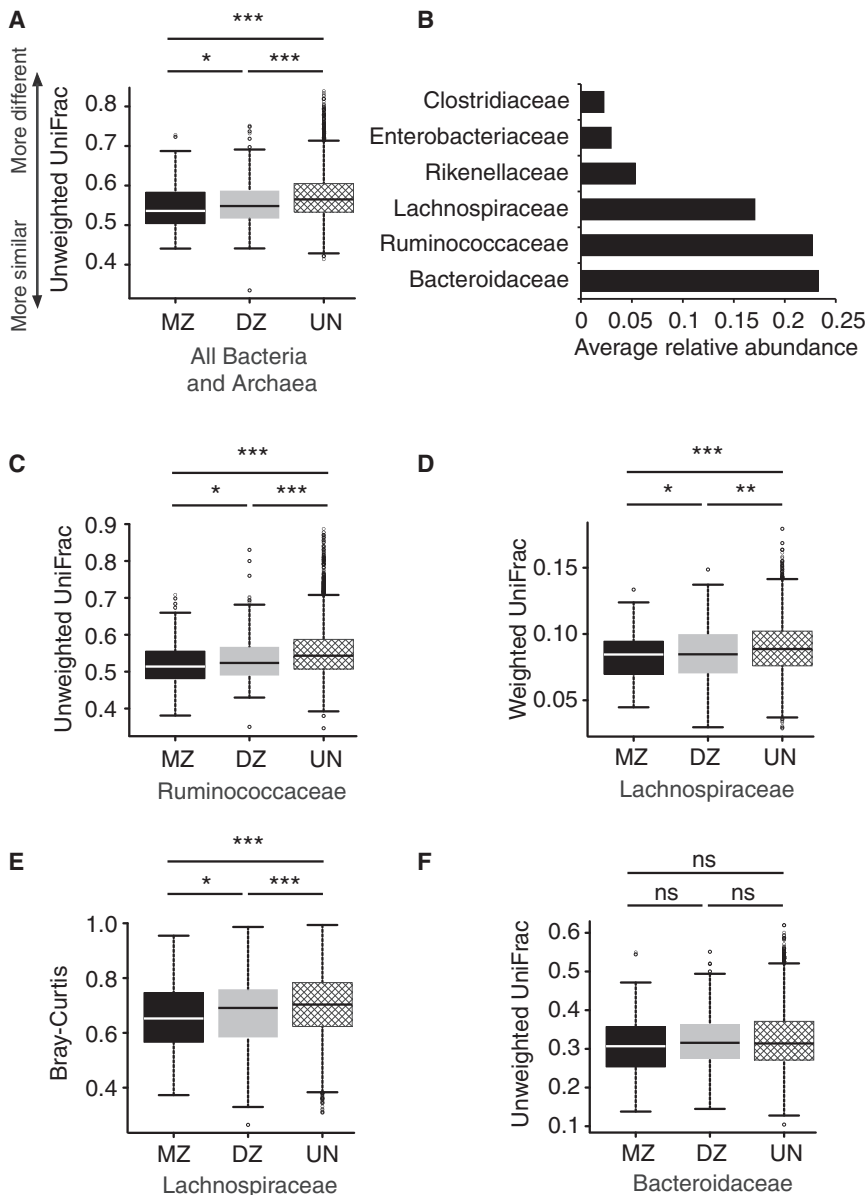 A
***
* ***
More different
More similar
Unweighted UniFrac
0.8
0.6
0.5
0.4
MZ DZ UN
All Bacteria
and Archaea
B
Clostridiaceae
Enterobacteriaceae
Rikenellaceae
Lachnospiraceae
Ruminococcaceae
Bacteroidaceae
0 0.05 0.1 0.15 0.2 0.25
Average relative abundance
C
***
* ***
Unweighted UniFrac
0.9
0.8
0.7
0.6
0.5
0.4
MZ DZ UN
Ruminococcaceae
D
***
* **
Weighted UniFrac
0.15
0.10
0.05
MZ DZ UN
Lachnospiraceae
E
***
* ***
Bray-Curtis
1.0
0.8
0.6
0.4
MZ DZ UN
Lachnospiraceae
F
ns
ns ns
Unweighted UniFrac
0.6
0.5
0.4
0.3
0.2
0.1
MZ DZ UN
Bacteroidaceae